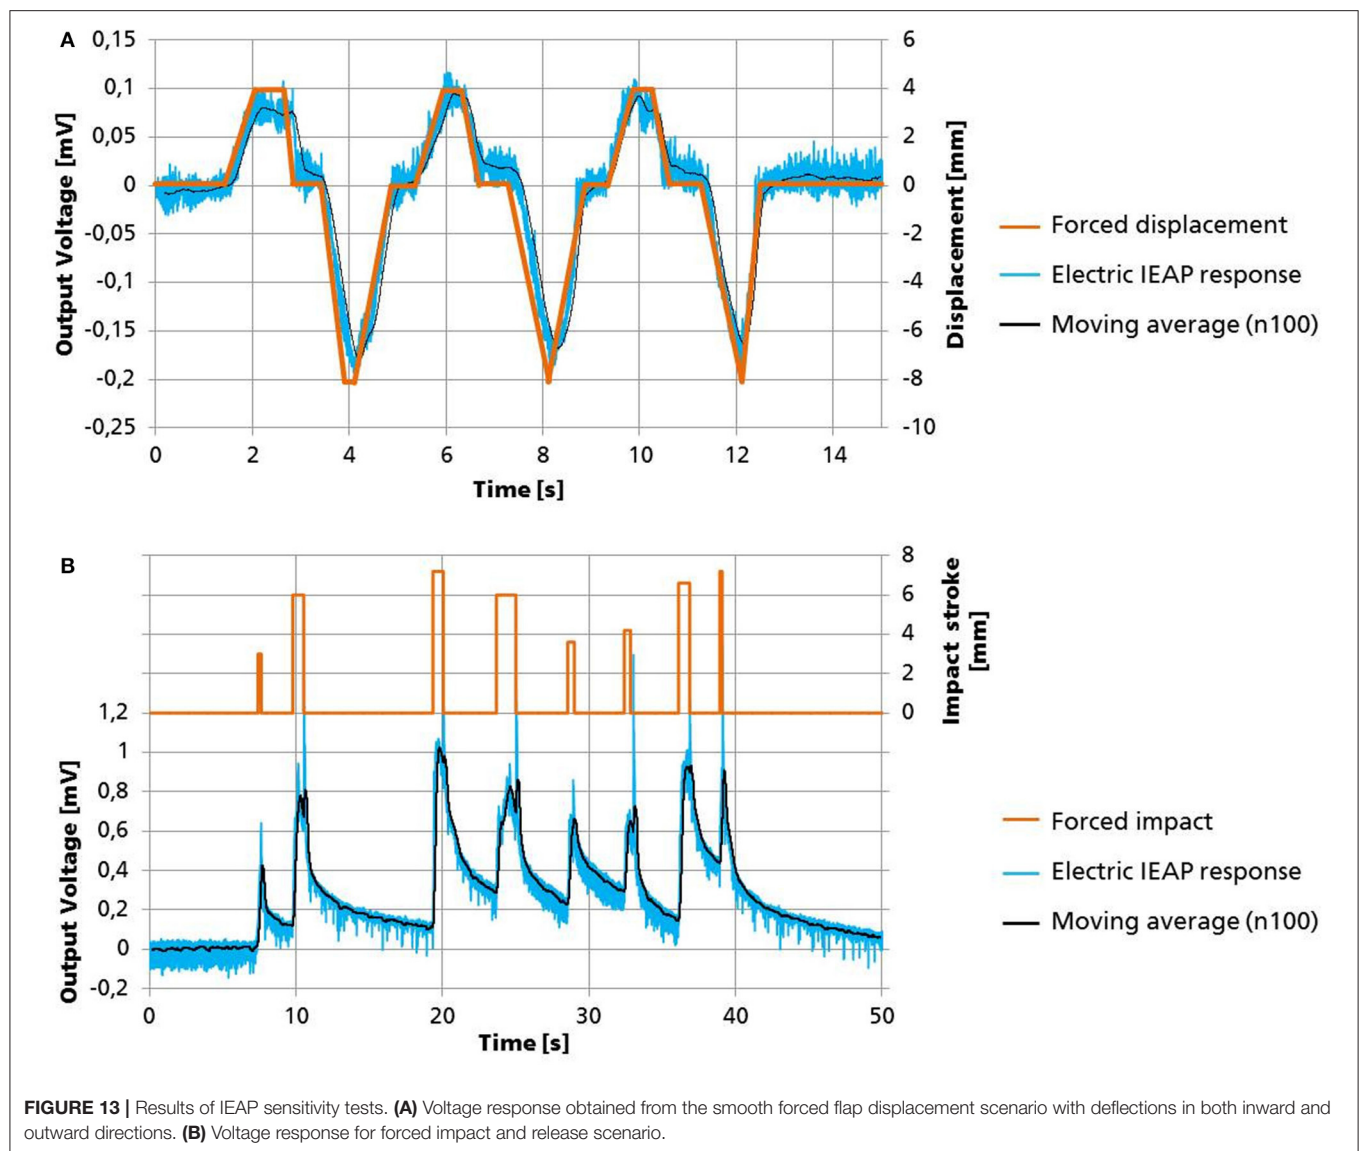 A
0,15
0,1
0,05
0
-0,05
-0,1
-0,15
-0,2
-0,25
Output Voltage [mV]
6
4
2
0
-2
-4
-6
-8
-10
Displacement [mm]
0 2 4 6 8 10 12 14
Time [s]
Forced displacement
Electric IEAP response
Moving average (n100)
B
8
6
4
2
0
Impact stroke
[mm]
1,2
1
0,8
0,6
0,4
0,2
0
-0,2
Output Voltage [mV]
0 10 20 30 40 50
Time [s]
Forced impact
Electric IEAP response
Moving average (n100)
FIGURE 13 | Results of IEAP sensitivity tests. (A) Voltage response obtained from the smooth forced flap displacement scenario with deflections in both inward and
outward directions. (B) Voltage response for forced impact and release scenario.